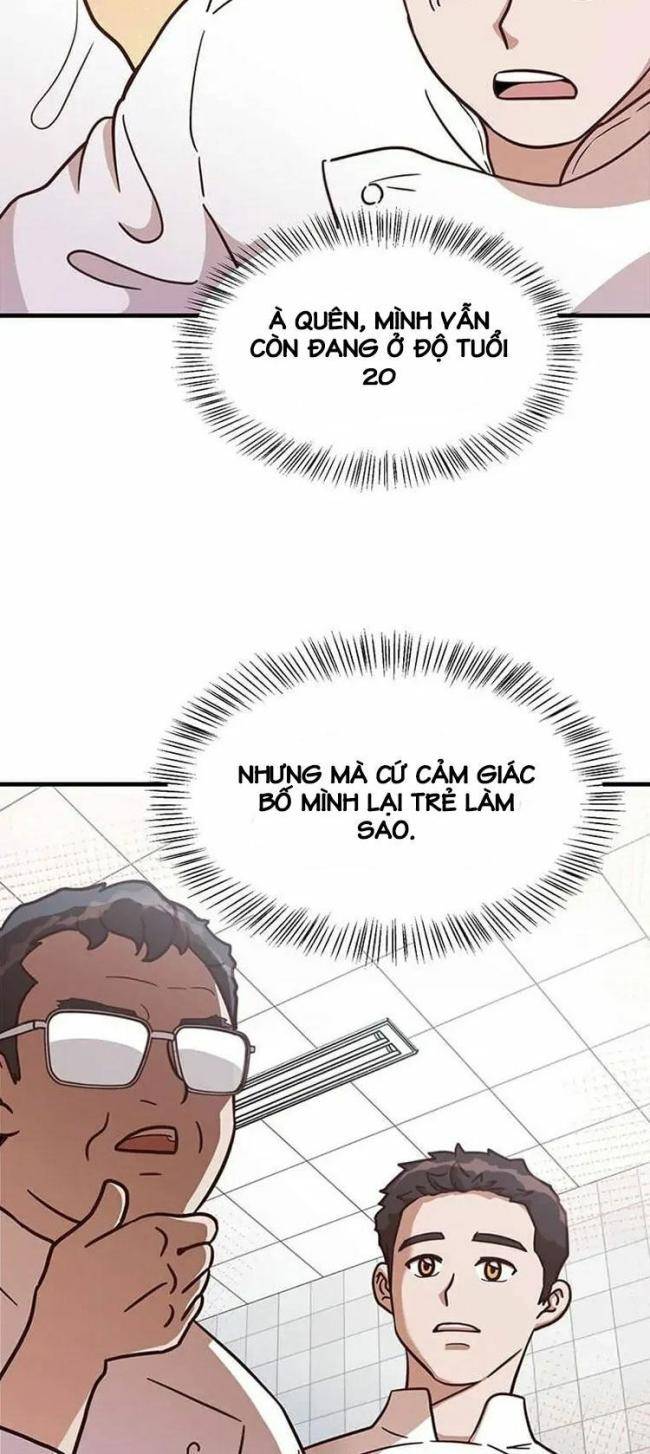 À QUÊN, MÌNH VẪN
CÒN ĐANG Ở ĐỘ TUỔI
20
NHƯNG MÀ CỨ CẢM GIÁC
BỐ MÌNH LẠI TRẺ LÀM
SAO.